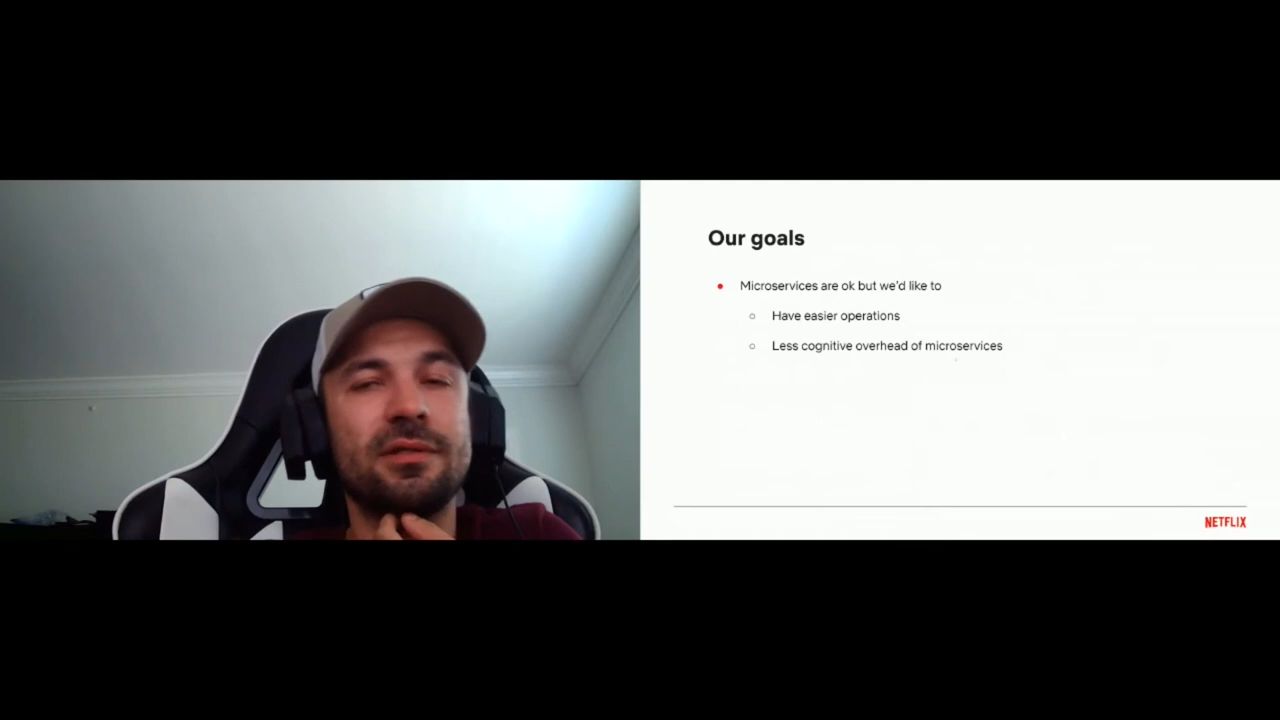 Our goals
Microservices are ok but we'd like to
Have easier operations
Less cognitive overhead of microservices
NETFLIX